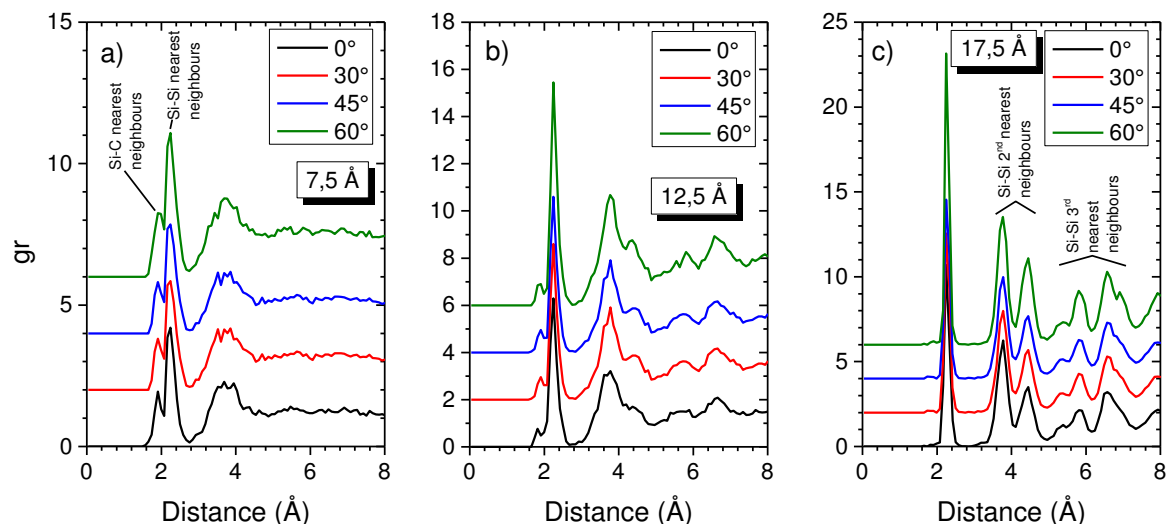 gr
15
10
5
0
a)
Si-C nearest
neighbours
Si-Si nearest
neighbours
0°
30°
45°
60°
7,5 Å
0 2 4 6 8
Distance (Å)
18
16
14
12
10
8
6
4
2
0
b)
0°
30°
45°
60°
12,5 Å
0 2 4 6 8
Distance (Å)
25
20
15
10
5
0
c)
17,5 Å
0°
30°
45°
60°
Si-Si 2nd nearest
neighbours
Si-Si 3rd
nearest
neighbours
0 2 4 6 8
Distance (Å)